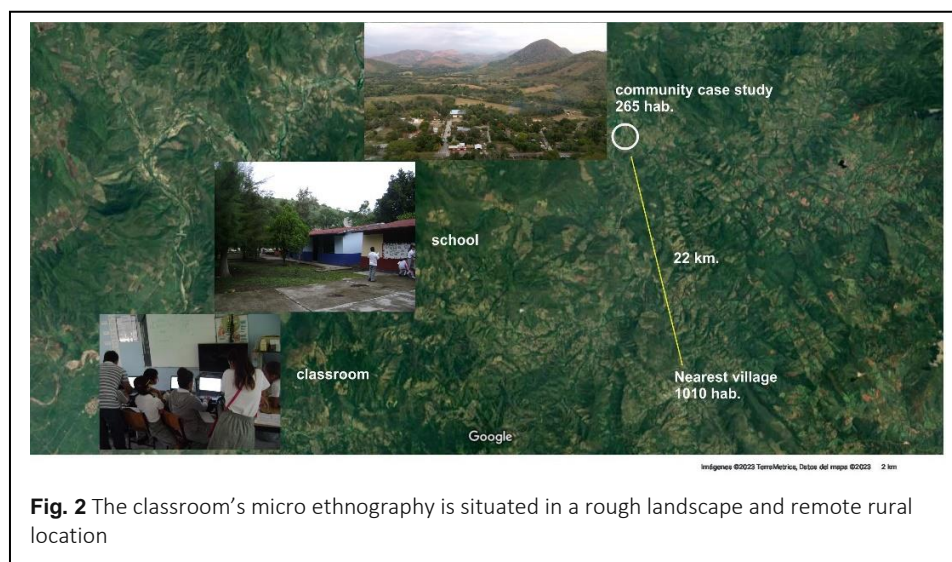 community case study
265 hab.
school
22 km.
classroom
Nearest village
1010 hab.
Google
Imágenes ©2023 TerraMetrics, Datos del mapa ©2023 2 km
Fig. 2 The classroom's micro ethnography is situated in a rough landscape and remote rural
location